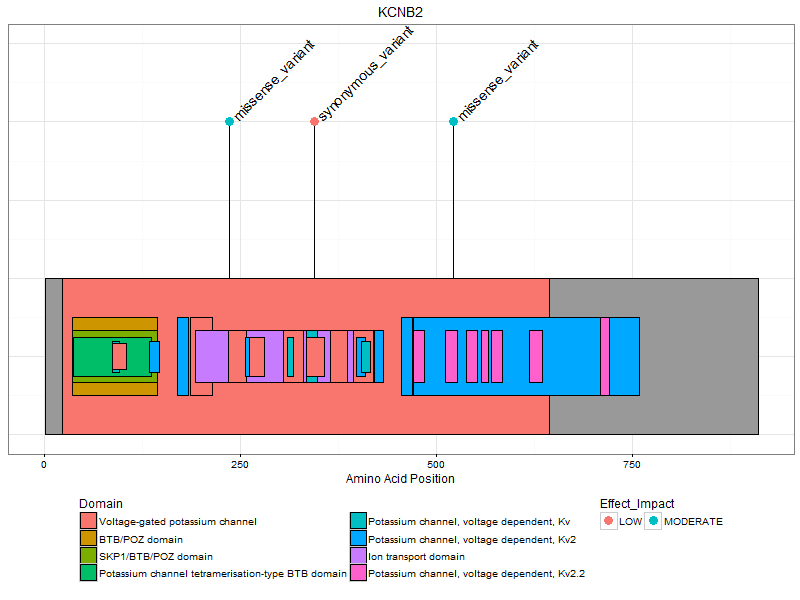 KCNB2
missense_variant
synonymous_variant
missense_variant
0
250
500
750
Amino Acid Position
Domain
Voltage-gated potassium channel
BTB/POZ domain
SKP1/BTB/POZ domain
Potassium channel tetramerisation-type BTB domain
Potassium channel, voltage dependent, Kv
Potassium channel, voltage dependent, Kv2
Ion transport domain
Potassium channel, voltage dependent, Kv2.2
Effect_Impact
LOW
MODERATE